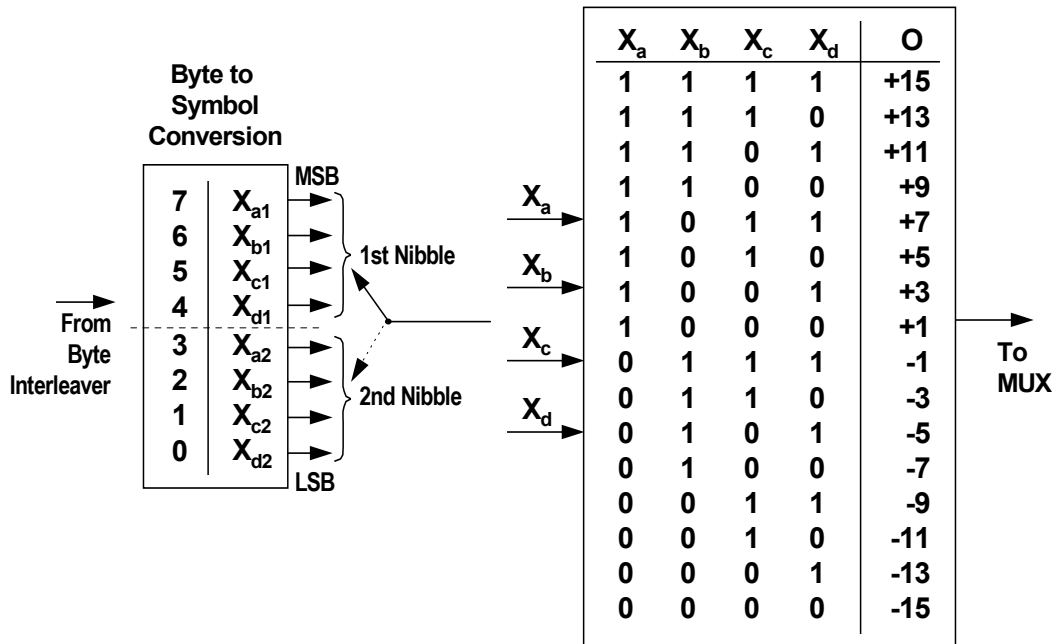 Byte to
Symbol
Conversion
7 Xa1 MSB
6 Xb1
5 Xc1
4 Xd1
3 Xa2
2 Xb2
1 Xc2
0 Xd2
LSB
1st Nibble
2nd Nibble
From
Byte
Interleaver
Xa
Xb
Xc
Xd
Xa Xb Xc Xd O
1 1 1 1 +15
1 1 1 0 +13
1 1 0 1 +11
1 1 0 0 +9
1 0 1 1 +7
1 0 1 0 +5
1 0 0 1 +3
1 0 0 0 +1
0 1 1 1 -1
0 1 1 0 -3
0 1 0 1 -5
0 1 0 0 -7
0 0 1 1 -9
0 0 1 0 -11
0 0 0 1 -13
0 0 0 0 -15
To
MUX